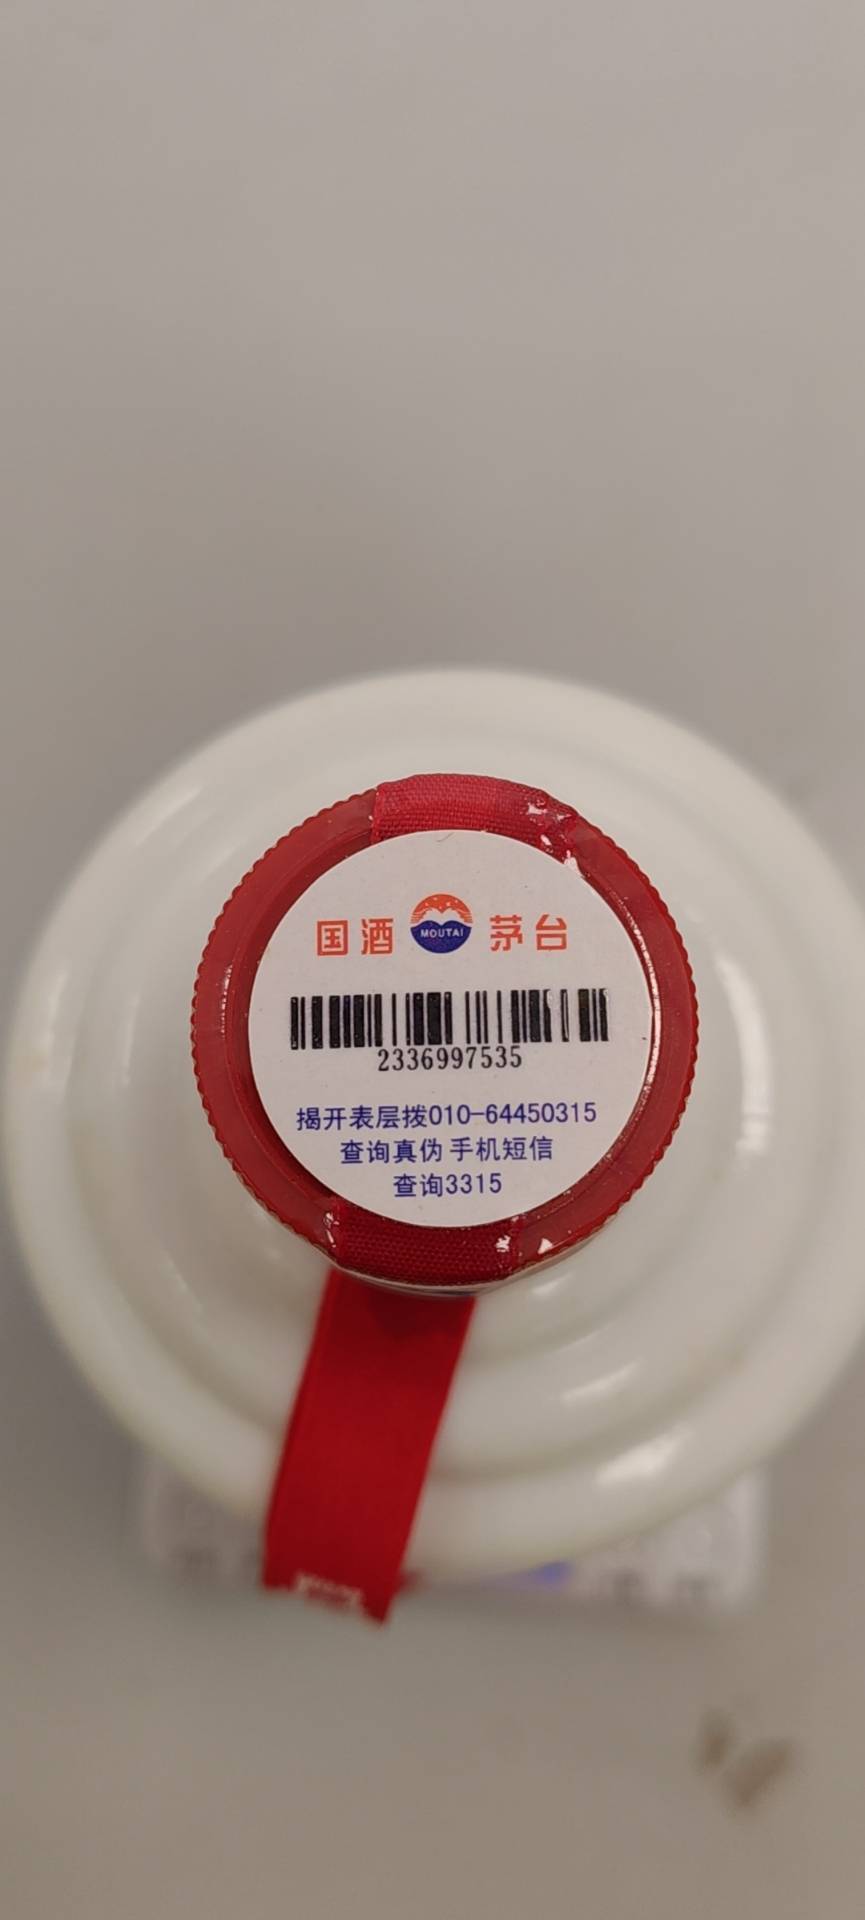 国酒 MOUTAI 茅台
2336997535
揭开表层拨010-64450315
查询真伪 手机短信
查询3315